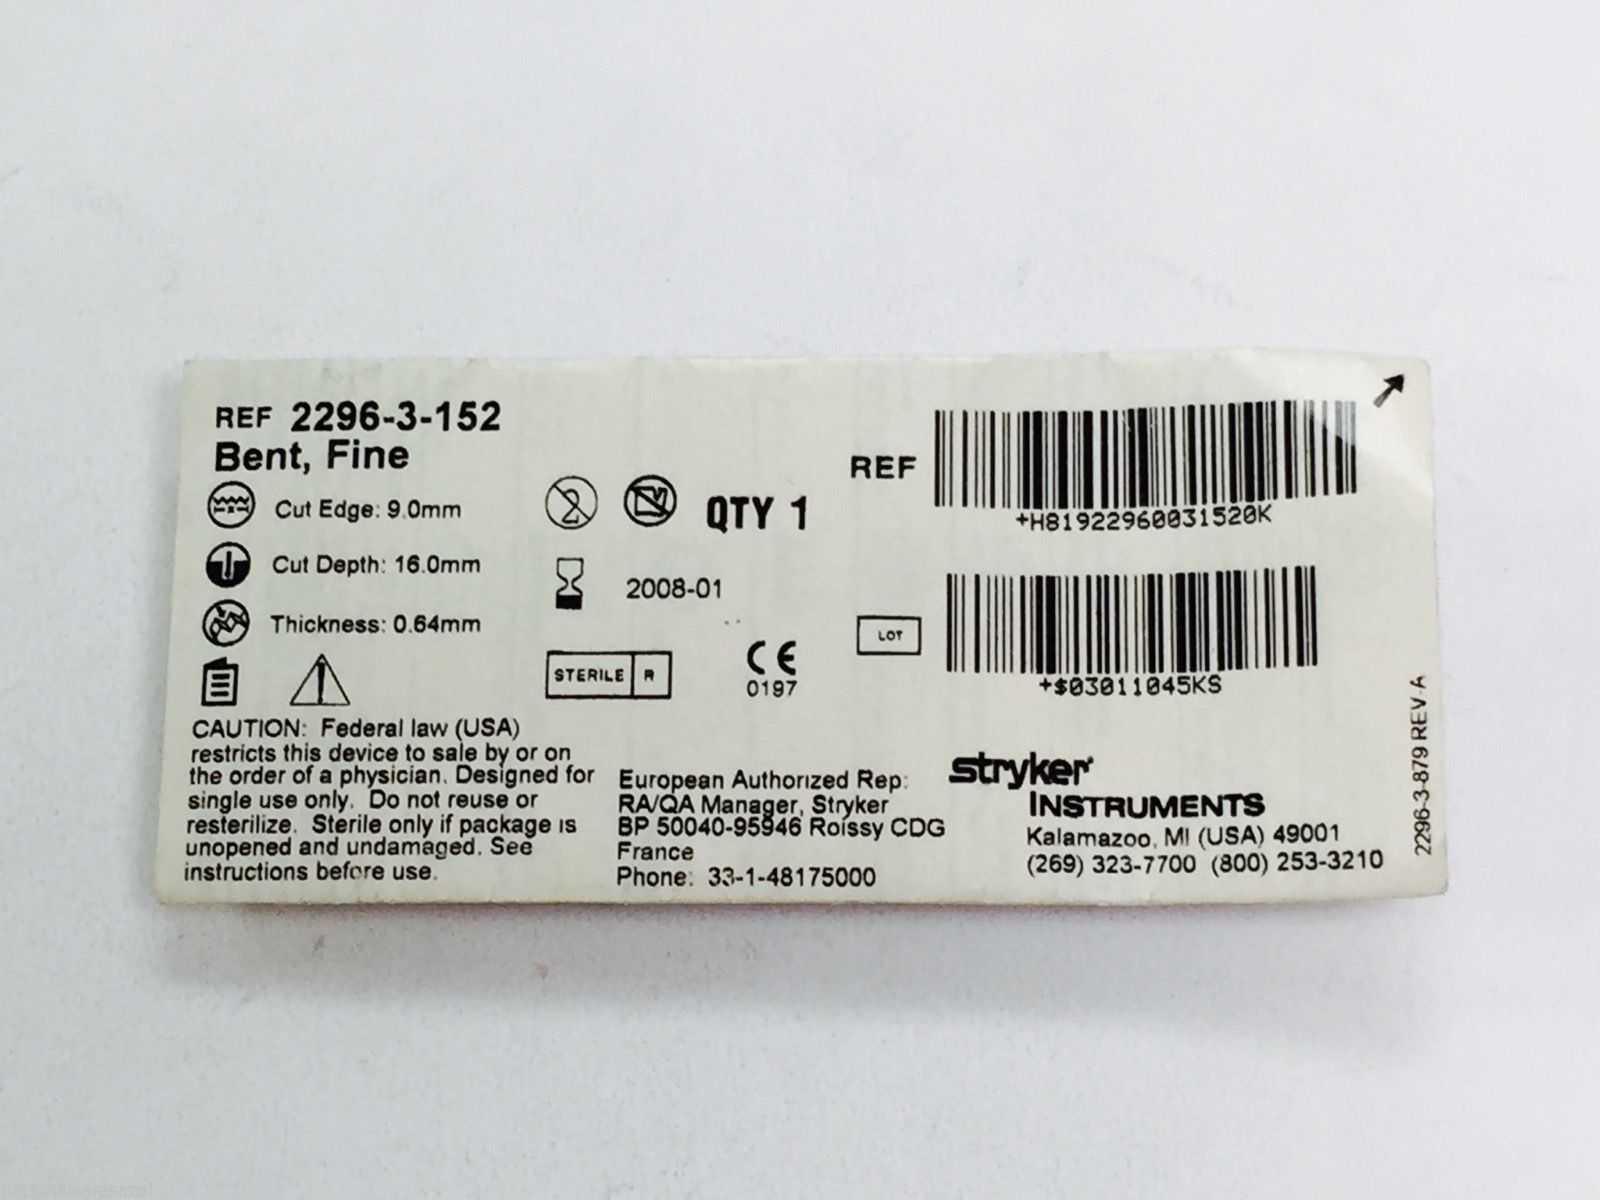 REF 2296-3-152
Bent, Fine
Cut Edge: 9.0mm
Cut Depth: 16.0mm
Thickness: 0.64mm
2
QTY 1
2008-01
STERILE R
CE
0197
CAUTION: Federal law (USA)
restricts this device to sale by or on
the order of a physician. Designed for
single use only. Do not reuse or
resterilize. Sterile only if package is
unopened and undamaged. See
instructions before use.
European Authorized Rep:
RA/QA Manager, Stryker
BP 50040-95946 Roissy CDG
France
Phone: 33-1-48175000
REF
+H81922960031520K
LOT
+$03011045KS
stryker
INSTRUMENTS
Kalamazoo, MI (USA) 49001
(269) 323-7700 (800) 253-3210
2296-3-879 REV-A
nationalsalesazal